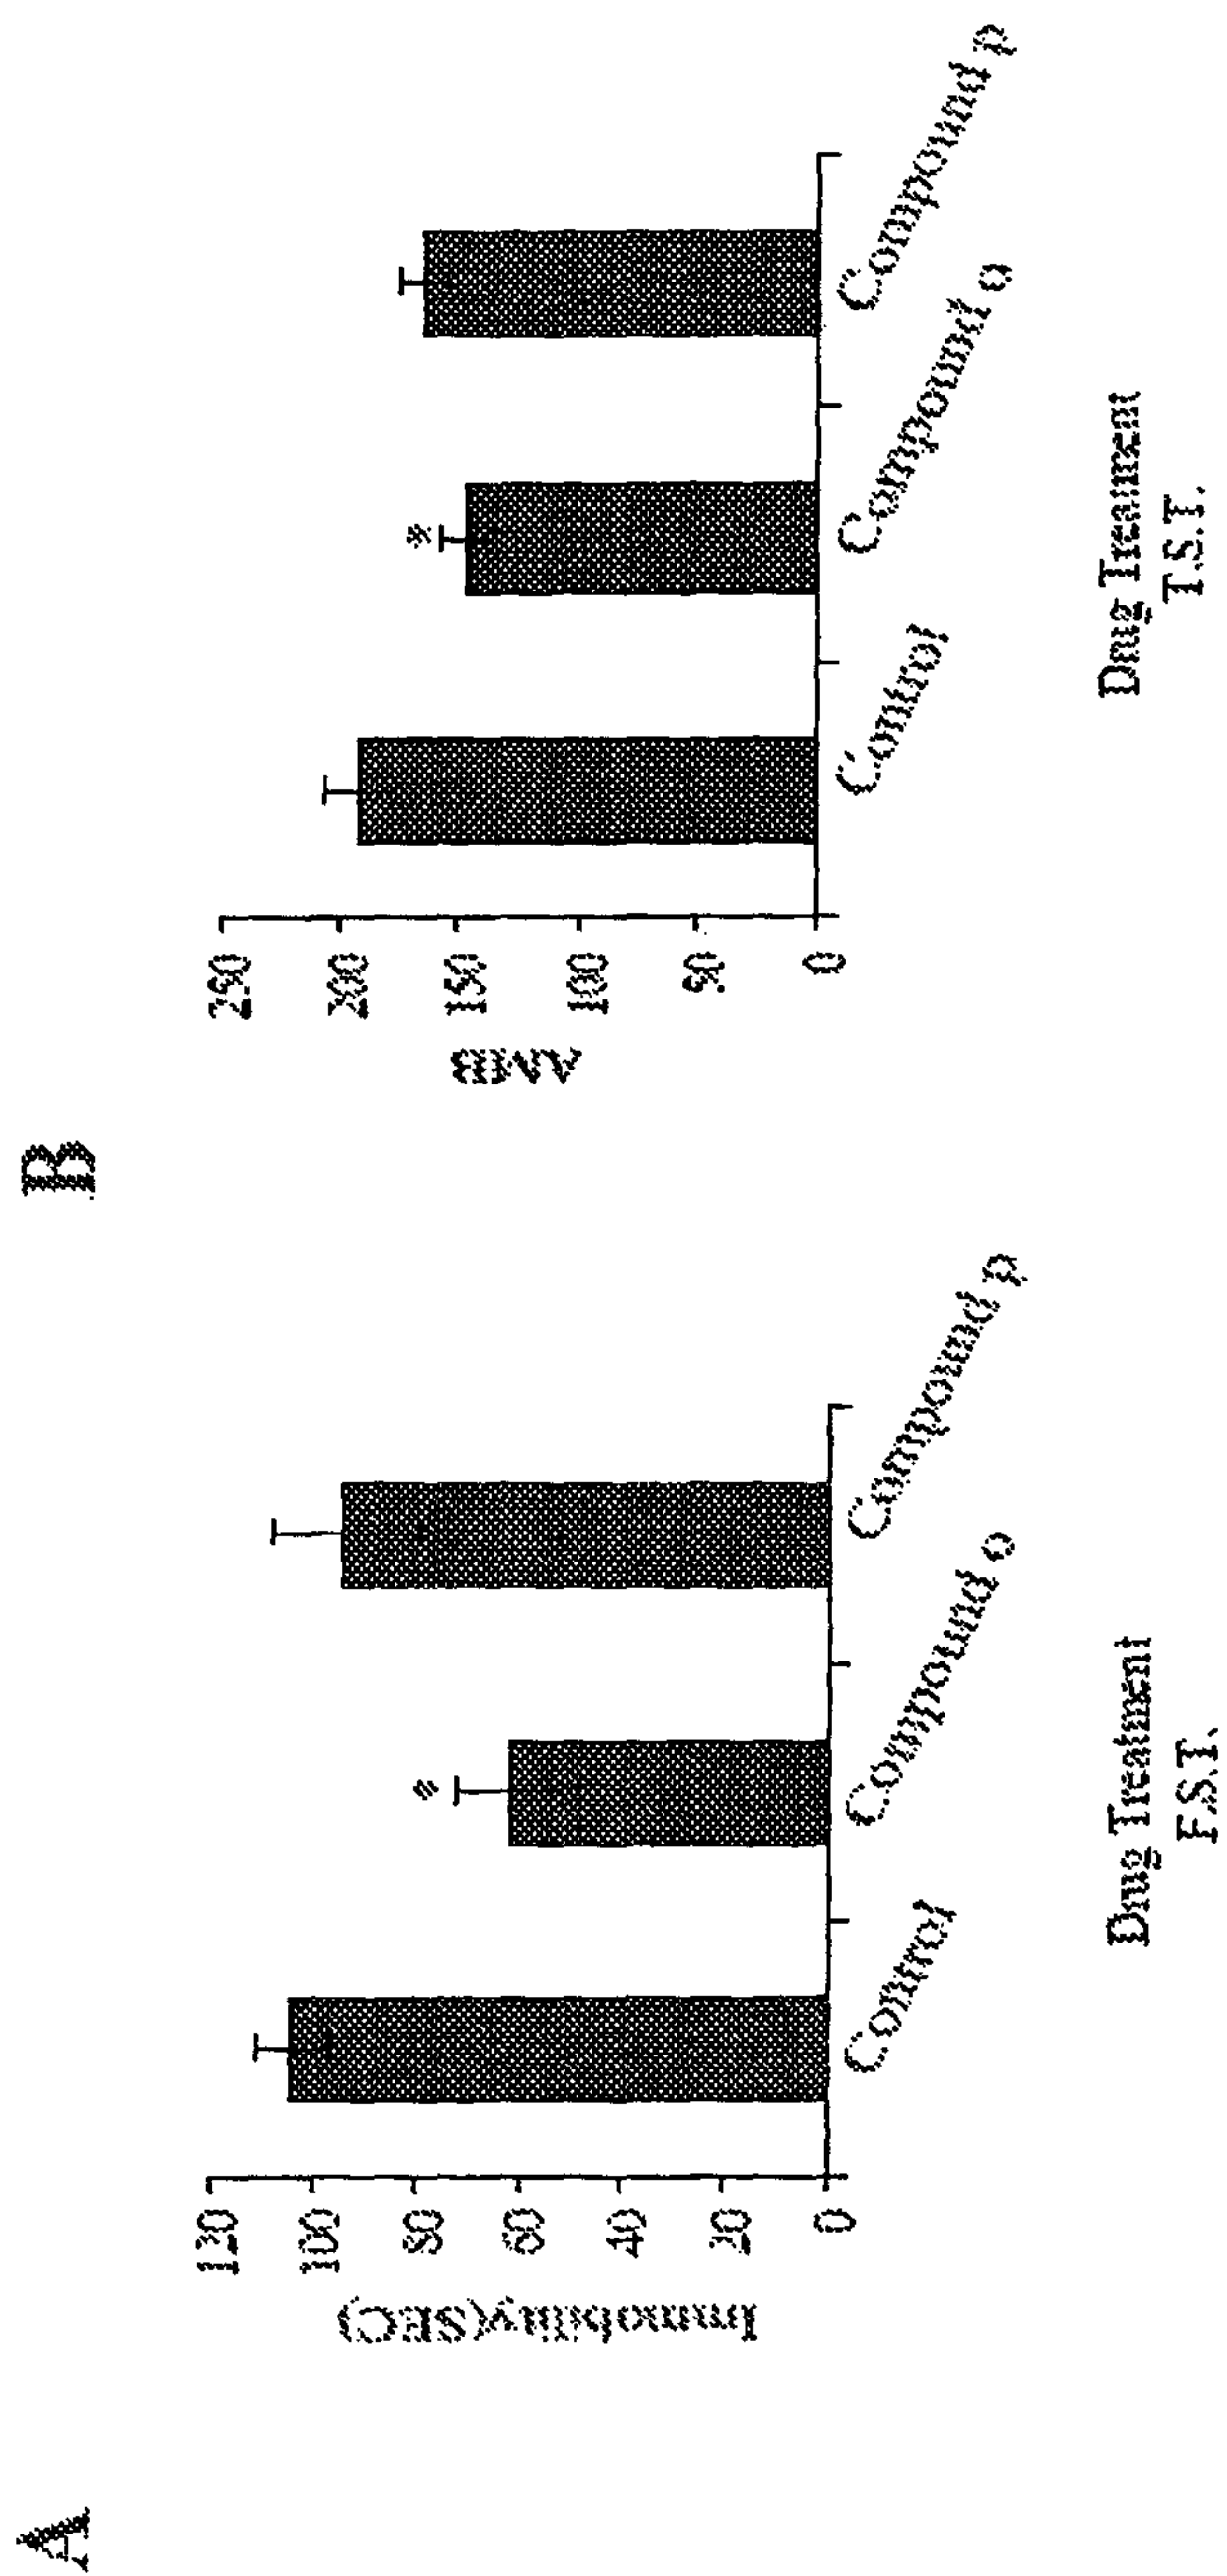 A
Immobility(SEC)
120
100
80
60
40
20
0
*
Control
Compound o
Compound p
Drug Treatment
F.S.T.
B
AMB
250
200
150
100
50
0
*
Control
Compound o
Compound p
Drug Treatment
T.S.T.